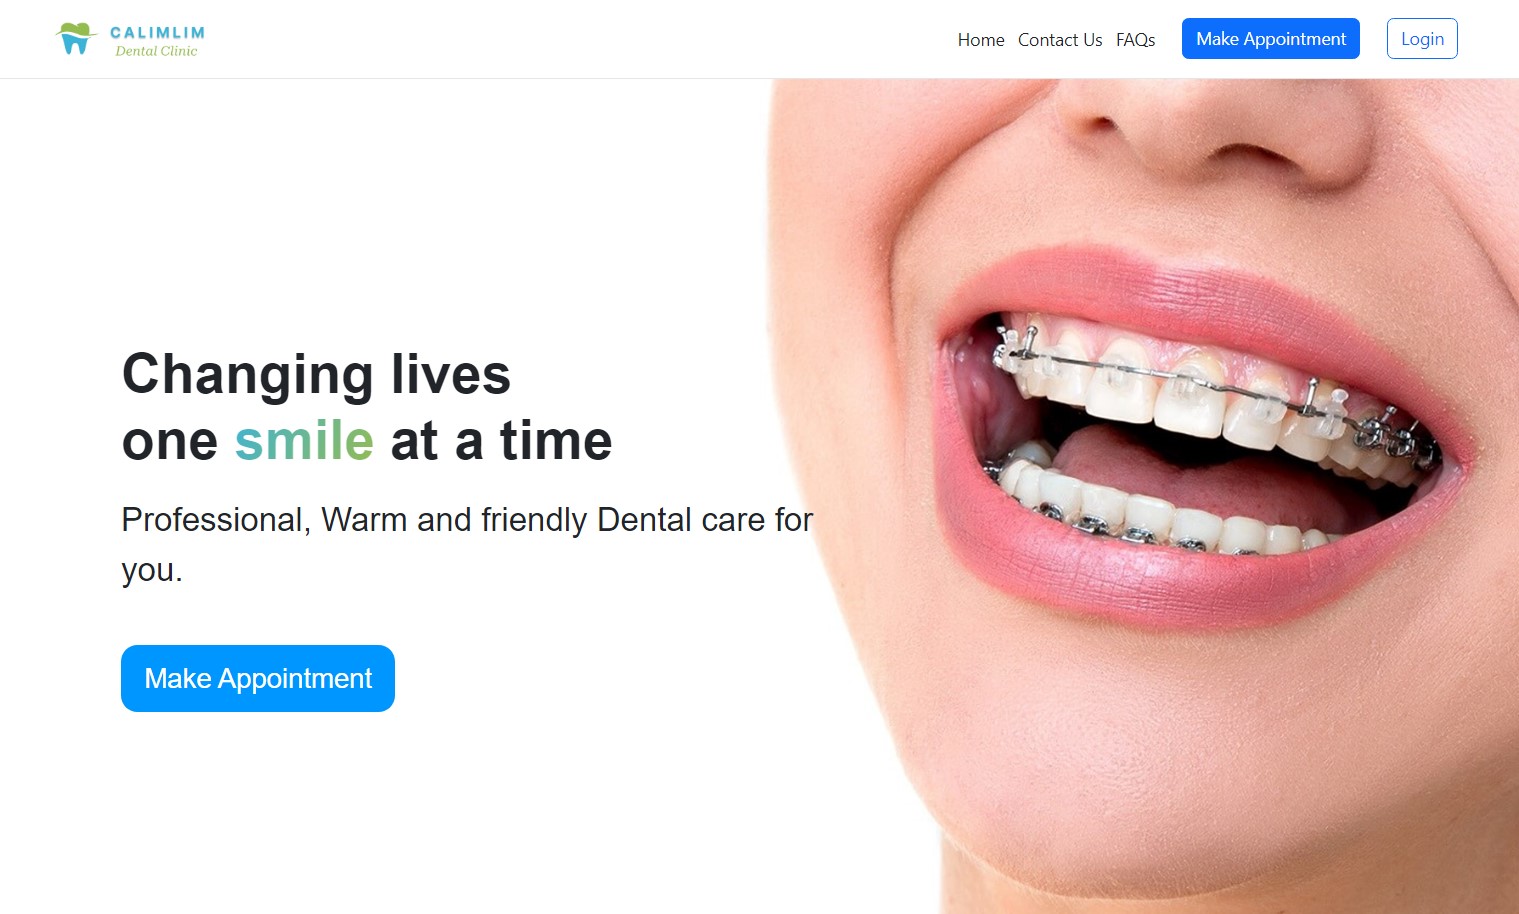 CALIMLIM
Dental Clinic
Home Contact Us FAQs Make Appointment Login
Changing lives
one smile at a time
Professional, Warm and friendly Dental care for
you.
Make Appointment